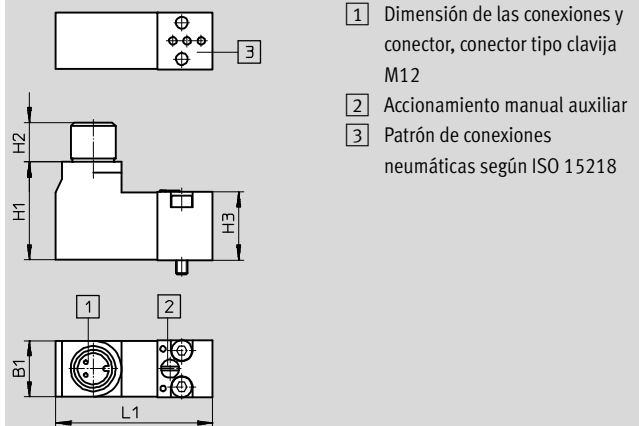 3
H2
H1
H3
1
2
B1
L1
1 Dimensión de las conexiones y
conector, conector tipo clavija
M12
2 Accionamiento manual auxiliar
3 Patrón de conexiones
neumáticas según ISO 15218